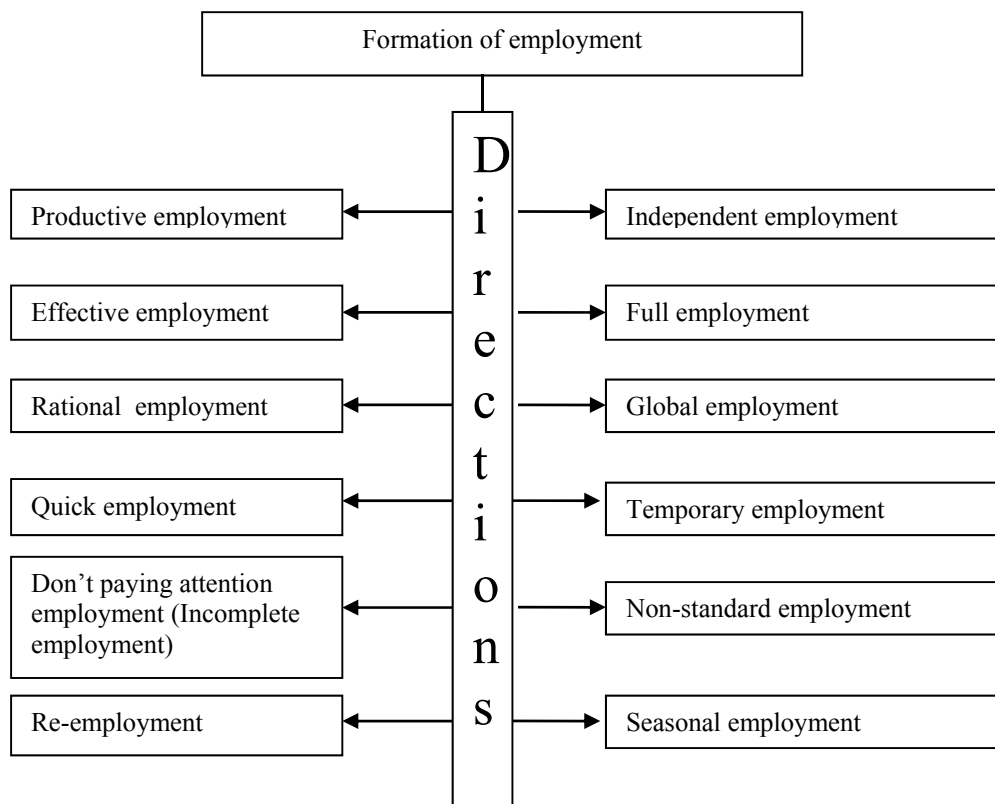 Formation of employment
Directions
Productive employment
Independent employment
Effective employment
Full employment
Rational employment
Global employment
Quick employment
Temporary employment
Don’t paying attention
employment (Incomplete
employment)
Non-standard employment
Re-employment
Seasonal employment